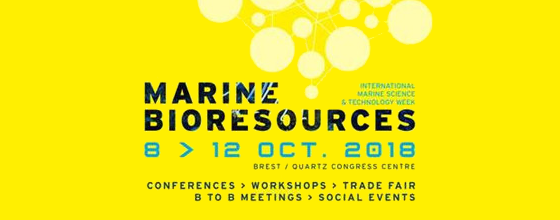 MARINE
BIORESOURCES
INTERNATIONAL
MARINE SCIENCE
& TECHNOLOGY WEEK
8 > 12 OCT. 2018
BREST / QUARTZ CONGRESS CENTRE
CONFERENCES > WORKSHOPS > TRADE FAIR
B TO B MEETINGS > SOCIAL EVENTS